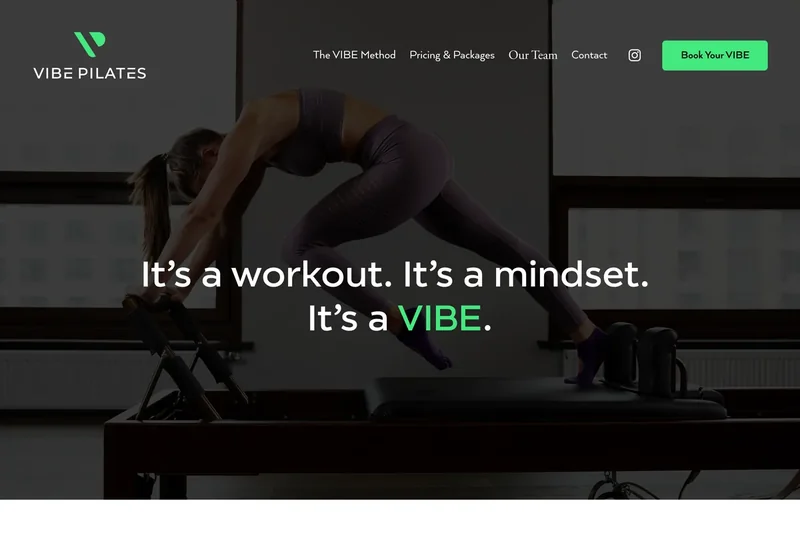 VIBE PILATES
The VIBE Method
Pricing & Packages
Our Team
Contact
Book Your VIBE
It’s a workout. It’s a mindset.
It’s a VIBE.